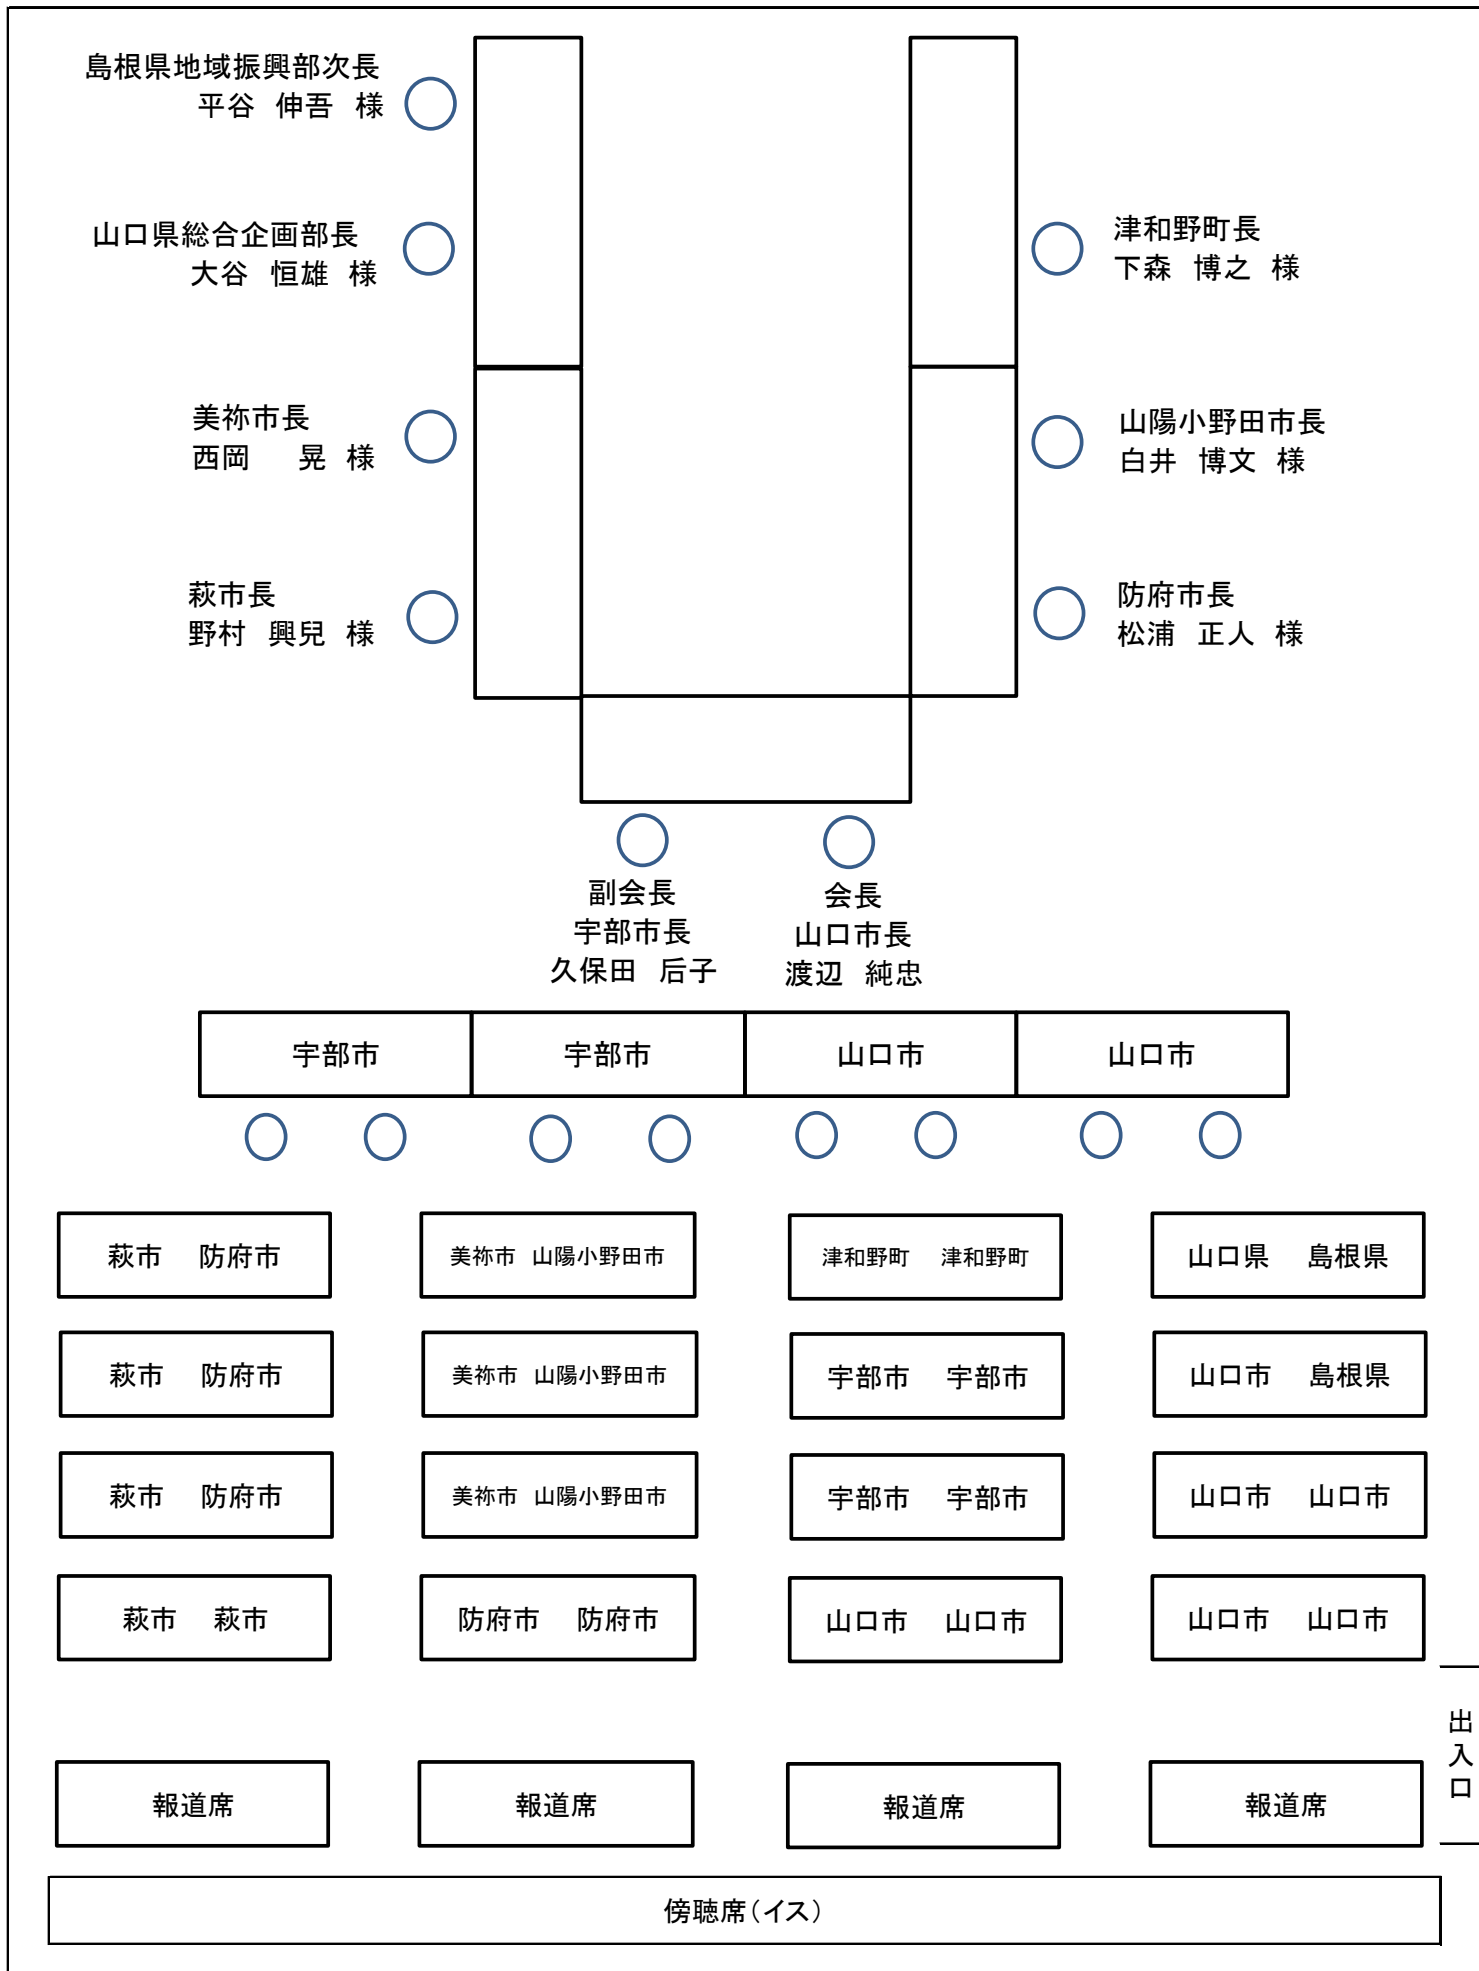 島根県地域振興部次長
平谷 伸吾 様
山口県総合企画部長
大谷 恒雄 様
津和野町長
下森 博之 様
美祢市長
西岡 晃 様
山陽小野田市長
白井 博文 様
萩市長
野村 興兒 様
防府市長
松浦 正人 様
副会長
宇部市長
久保田 后子
会長
山口市長
渡辺 純忠
宇部市 宇部市 山口市 山口市
萩市 防府市 美祢市 山陽小野田市 津和野町 津和野町 山口県 島根県
萩市 防府市 美祢市 山陽小野田市 宇部市 宇部市 山口市 島根県
萩市 防府市 美祢市 山陽小野田市 宇部市 宇部市 山口市 山口市
萩市 萩市 防府市 防府市 山口市 山口市 山口市 山口市
出入口
報道席 報道席 報道席 報道席
傍聴席(イス)